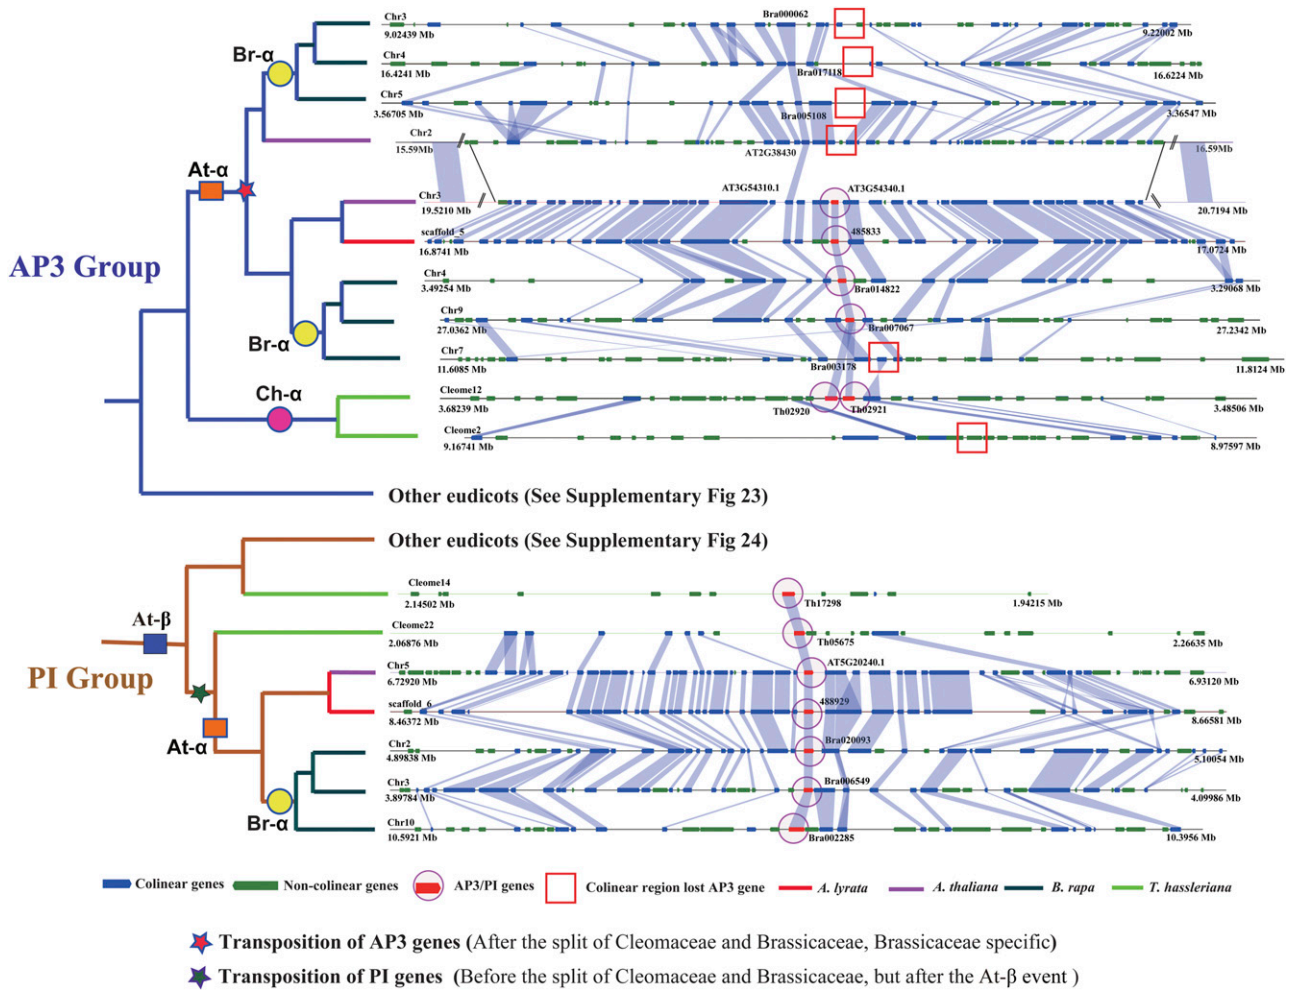 Chr3
9.02439 Mb
Bra000062
9.22002 Mb
Br-α
Chr4
16.4241 Mb
Bra017118
16.6224 Mb
Chr5
3.56705 Mb
Bra005108
3.36547 Mb
Chr2
15.59Mb
AT2G38430
16.59Mb
At-α
Chr3
19.5210 Mb
AT3G54310.1
AT3G54340.1
20.7194 Mb
scaffold_5
16.8741 Mb
485833
17.0724 Mb
AP3 Group
Chr4
3.49254 Mb
Bra014822
3.29068 Mb
Chr9
27.0362 Mb
Bra007067
27.2342 Mb
Br-α
Chr7
11.6085 Mb
Bra003178
11.8124 Mb
Ch-α
Cleome12
3.68239 Mb
Th02920
Th02921
3.48506 Mb
Cleome2
9.16741 Mb
8.97597 Mb
Other eudicots (See Supplementary Fig 23)
Other eudicots (See Supplementary Fig 24)
Cleome14
2.14502 Mb
Th17298
1.94215 Mb
At-β
Cleome22
2.06876 Mb
Th05675
2.26635 Mb
PI Group
Chr5
6.72920 Mb
AT5G20240.1
6.93120 Mb
scaffold_6
8.46372 Mb
488929
8.66581 Mb
At-α
Chr2
4.89838 Mb
Bra020093
5.10054 Mb
Chr3
3.89784 Mb
Bra006549
4.09986 Mb
Br-α
Chr10
10.5921 Mb
Bra002285
10.3956 Mb
Colinear genes Non-colinear genes AP3/PI genes Colinear region lost AP3 gene A. lyrata A. thaliana B. rapa T. hassleriana
Transposition of AP3 genes (After the split of Cleomaceae and Brassicaceae, Brassicaceae specific)
Transposition of PI genes (Before the split of Cleomaceae and Brassicaceae, but after the At-β event )